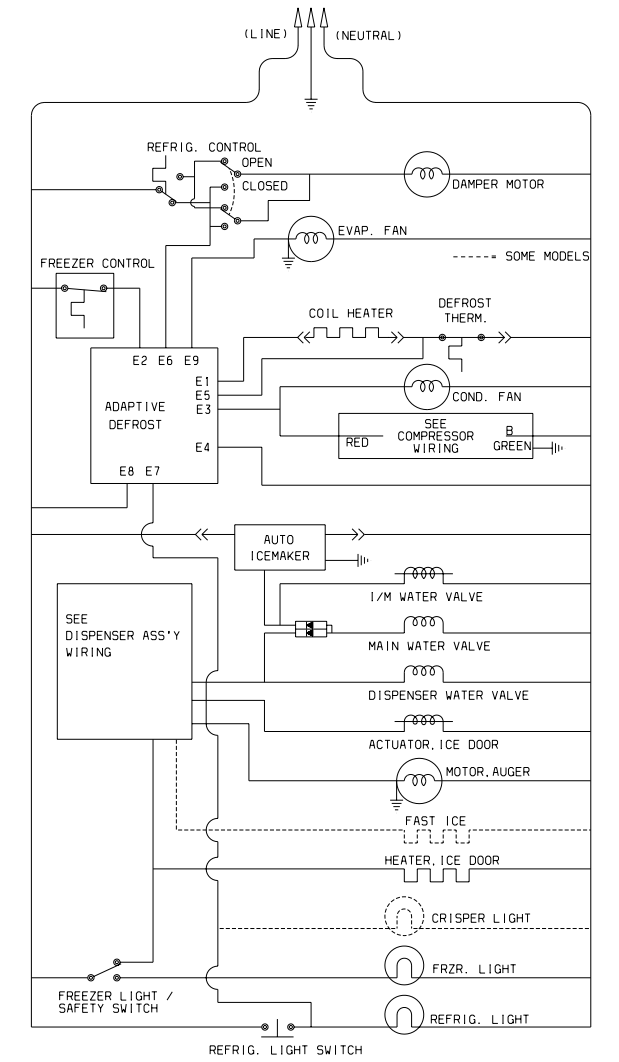 (LINE)
(NEUTRAL)
REFRIG. CONTROL
OPEN
CLOSED
DAMPER MOTOR
EVAP. FAN
= SOME MODELS
FREEZER CONTROL
COIL HEATER
DEFROST
THERM.
E2 E6 E9
E1
E5
E3
E4
ADAPTIVE
DEFROST
E8 E7
COND. FAN
SEE
COMPRESSOR
WIRING
RED
B
GREEN
AUTO
ICEMAKER
I/M WATER VALVE
SEE
DISPENSER ASS'Y
WIRING
MAIN WATER VALVE
DISPENSER WATER VALVE
ACTUATOR, ICE DOOR
MOTOR, AUGER
FAST ICE
HEATER, ICE DOOR
CRISPER LIGHT
FRZR. LIGHT
FREEZER LIGHT /
SAFETY SWITCH
REFRIG. LIGHT
REFRIG. LIGHT SWITCH